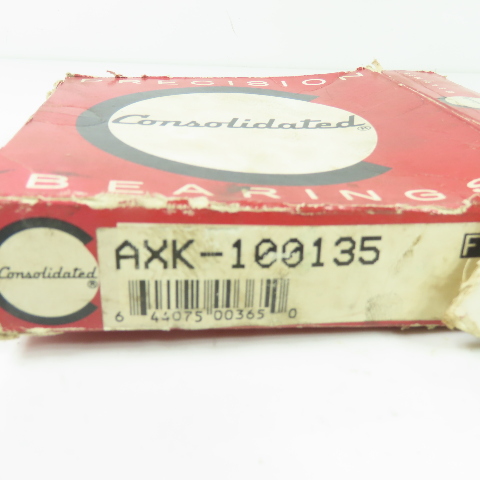 PRECISION
Consolidated®
BEARINGS
AXK-100135
Consolidated®
6 44075 00365 0